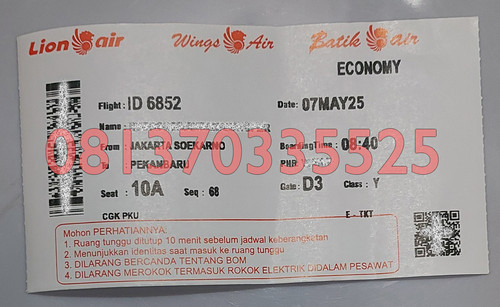 Lion air Wings Air Batik air
ECONOMY
Flight: ID 6852 Date: 07MAY25
Name:
From: JAKARTA SOEKARNO Boarding Time: 08:40
081370335525
To PEKANBARU PNR
Seat: 10A Seq: 68 Gate: D3 Class: Y
CGK PKU E - TKT
Mohon PERHATIANNYA:
1. Ruang tunggu ditutup 10 menit sebelum jadwal keberangketan
2. Menunjukkan identitas saat masuk ke ruang tunggu
3. DILARANG BERCANDA TENTANG BOM
4. DILARANG MEROKOK TERMASUK ROKOK ELEKTRIK DIDALAM PESAWAT